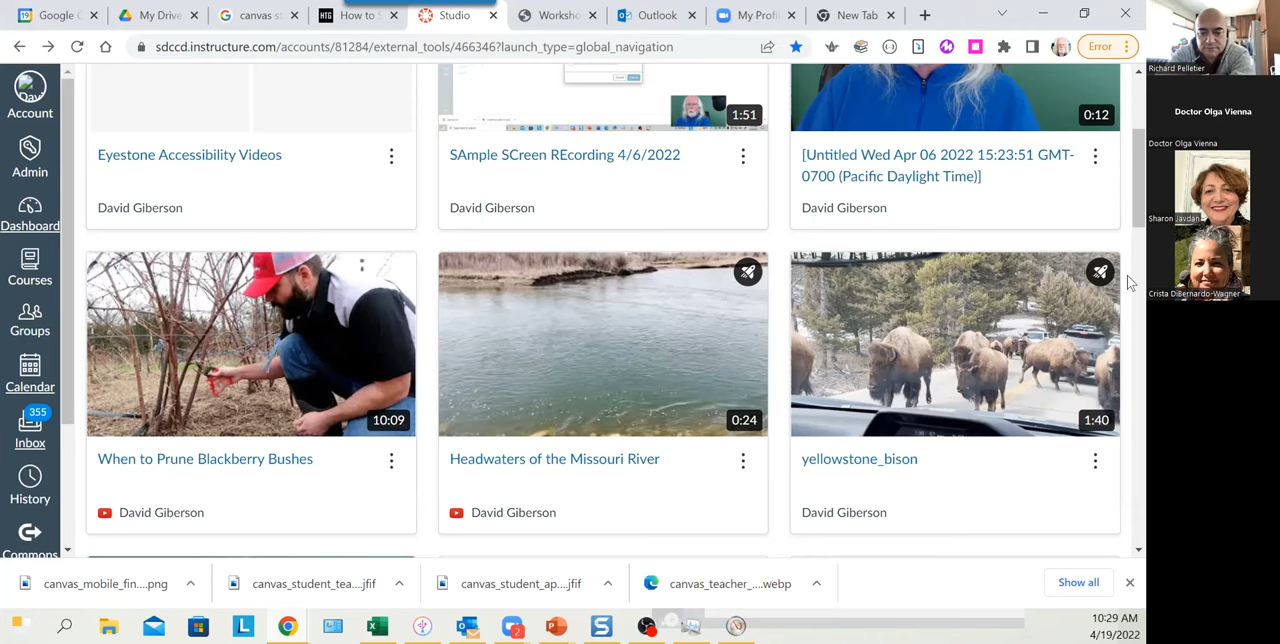 Google C
My Drive
canvas st
How to S
Studio
Worksho
Outlook
My Profi
New Tab
sdccd.instructure.com/accounts/81284/external_tools/466346?launch_type=global_navigation
Error
Richard Pelletier
Doctor Olga Vienna
Doctor Olga Vienna
Sharon Javdan
Crista DiBernardo-Wagner
Account
Admin
Dashboard
Courses
Groups
Calendar
355
Inbox
History
Commons
1:51
0:12
Eyestone Accessibility Videos
SAmple SCreen REcording 4/6/2022
[Untitled Wed Apr 06 2022 15:23:51 GMT-
0700 (Pacific Daylight Time)]
David Giberson
David Giberson
David Giberson
10:09
0:24
1:40
When to Prune Blackberry Bushes
Headwaters of the Missouri River
yellowstone_bison
David Giberson
David Giberson
David Giberson
canvas_mobile_fin....png
canvas_student_tea....jfif
canvas_student_ap....jfif
canvas_teacher_....webp
Show all
10:29 AM
4/19/2022